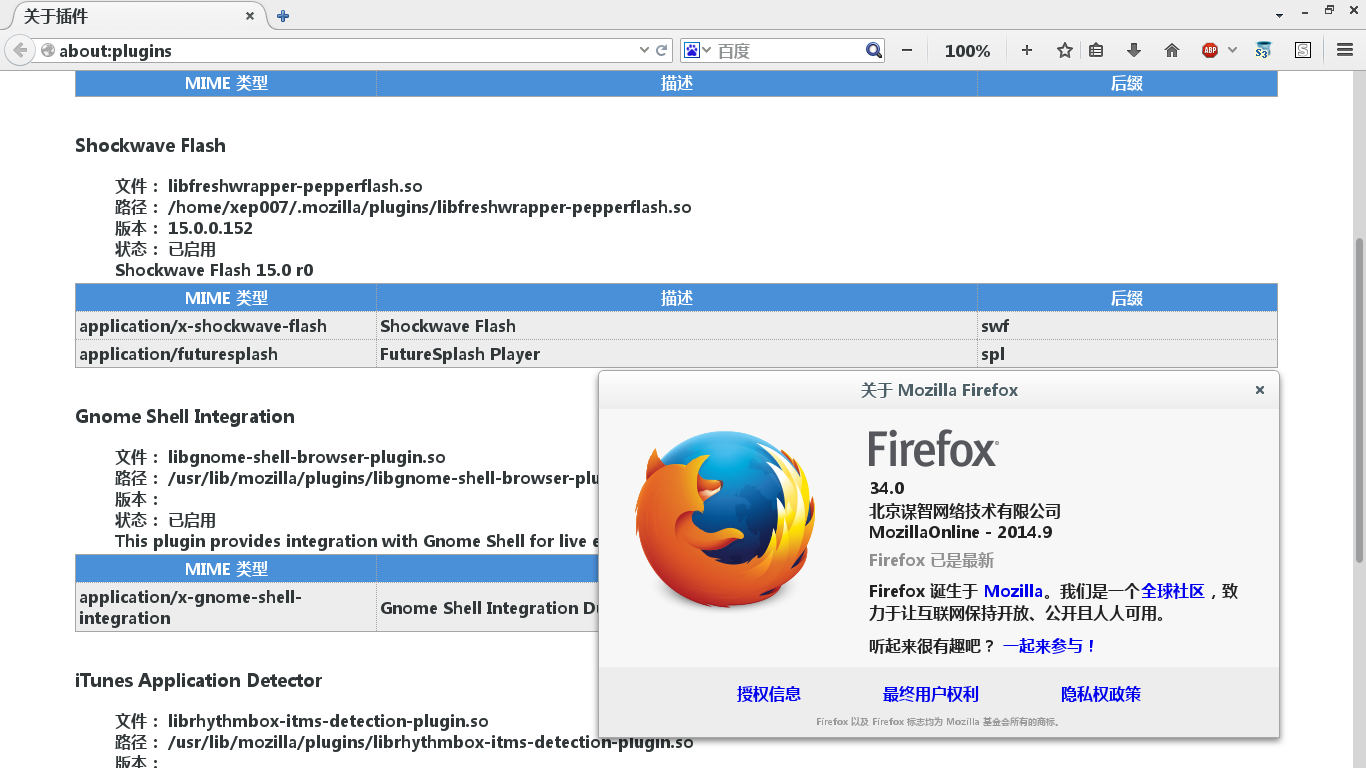 关于插件
about:plugins
百度
100%
ABP
S3
S
MIME 类型 描述 后缀
Shockwave Flash
文件： libfreshwrapper-pepperflash.so
路径： /home/xep007/.mozilla/plugins/libfreshwrapper-pepperflash.so
版本： 15.0.0.152
状态： 已启用
Shockwave Flash 15.0 r0
MIME 类型 描述 后缀
application/x-shockwave-flash Shockwave Flash swf
application/futuresplash FutureSplash Player spl
Gnome Shell Integration
文件： libgnome-shell-browser-plugin.so
路径： /usr/lib/mozilla/plugins/libgnome-shell-browser-plu
版本：
状态： 已启用
This plugin provides integration with Gnome Shell for live e
MIME 类型
application/x-gnome-shell-
integration
Gnome Shell Integration Du
iTunes Application Detector
文件： librhythmbox-itms-detection-plugin.so
路径： /usr/lib/mozilla/plugins/librhythmbox-itms-detection-plugin.so
版本：
关于 Mozilla Firefox
Firefox
34.0
北京谋智网络技术有限公司
MozillaOnline - 2014.9
Firefox 已是最新
Firefox 诞生于 Mozilla。我们是一个全球社区，致
力于让互联网保持开放、公开且人人可用。
听起来很有趣吧？ 一起来参与！
授权信息 最终用户权利 隐私权政策
Firefox 以及 Firefox 标志均为 Mozilla 基金会所有的商标。